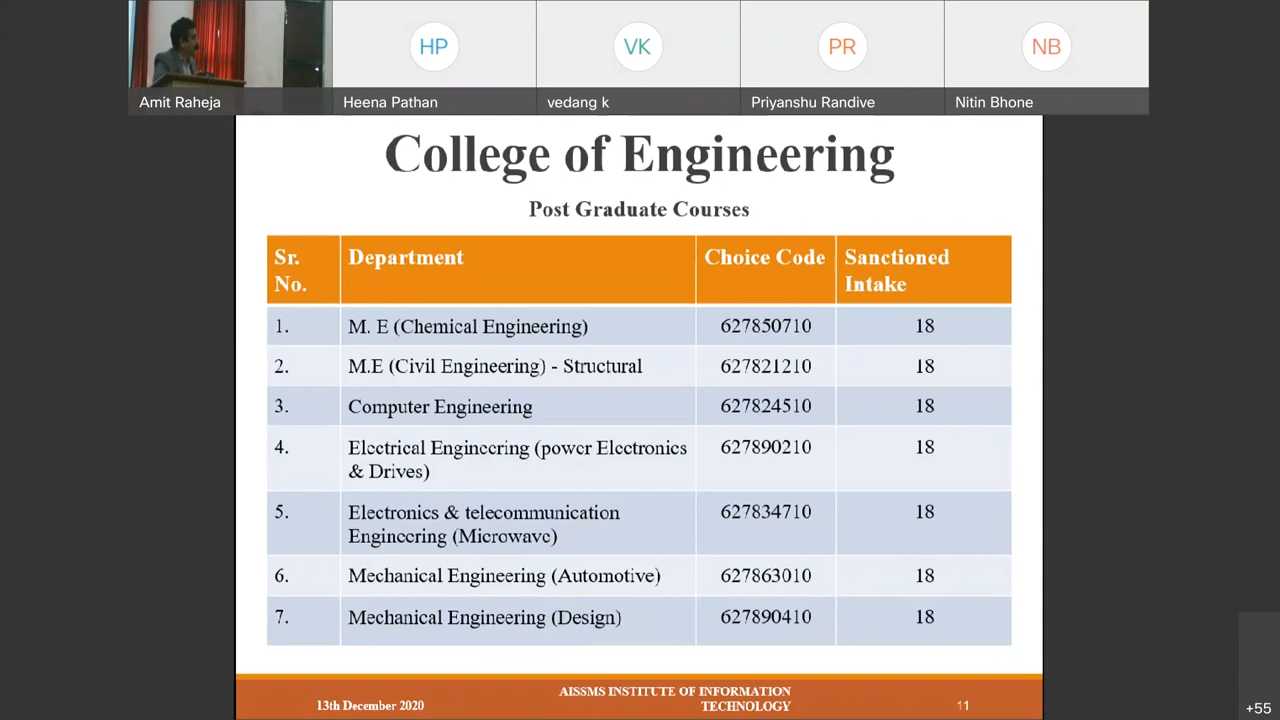 HP
VK
PR
NB
Amit Raheja
Heena Pathan
vedang k
Priyanshu Randive
Nitin Bhone
College of Engineering
Post Graduate Courses
Sr. No. Department Choice Code Sanctioned Intake
1. M. E (Chemical Engineering) 627850710 18
2. M.E (Civil Engineering) - Structural 627821210 18
3. Computer Engineering 627824510 18
4. Electrical Engineering (power Electronics 627890210 18
& Drives)
5. Electronics & telecommunication 627834710 18
Engineering (Microwave)
6. Mechanical Engineering (Automotive) 627863010 18
7. Mechanical Engineering (Design) 627890410 18
13th December 2020
AISSMS INSTITUTE OF INFORMATION
TECHNOLOGY
11
+55